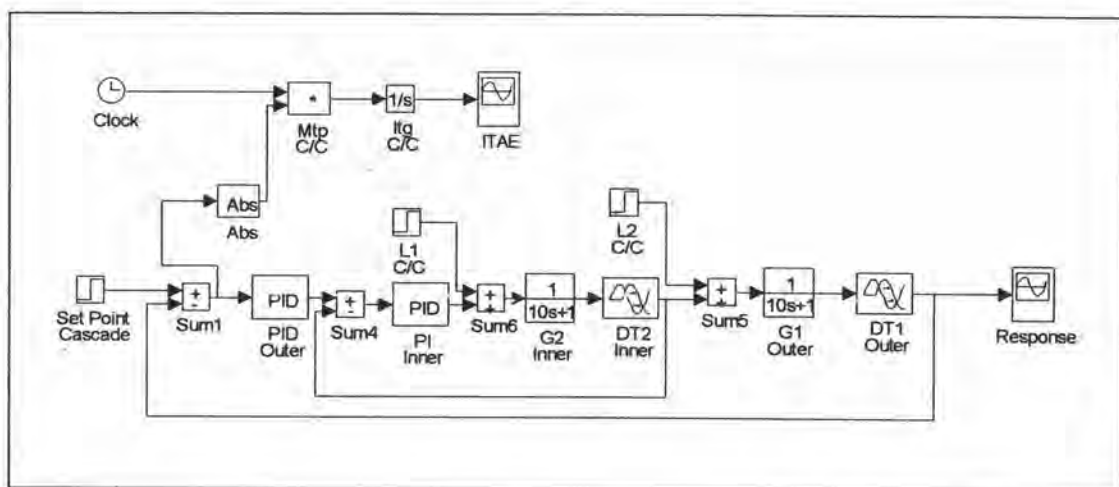 Clock
*
Mtp
C/C
1/s
Itg
C/C
ITAE
Abs
Abs
L1
C/C
L2
C/C
Set Point
Cascade
+
-
Sum1
PID
PID
Outer
+
-
Sum4
PID
PI
Inner
+
+
Sum6
1
10s+1
G2
Inner
DT2
Inner
+
+
Sum5
1
10s+1
G1
Outer
DT1
Outer
Response